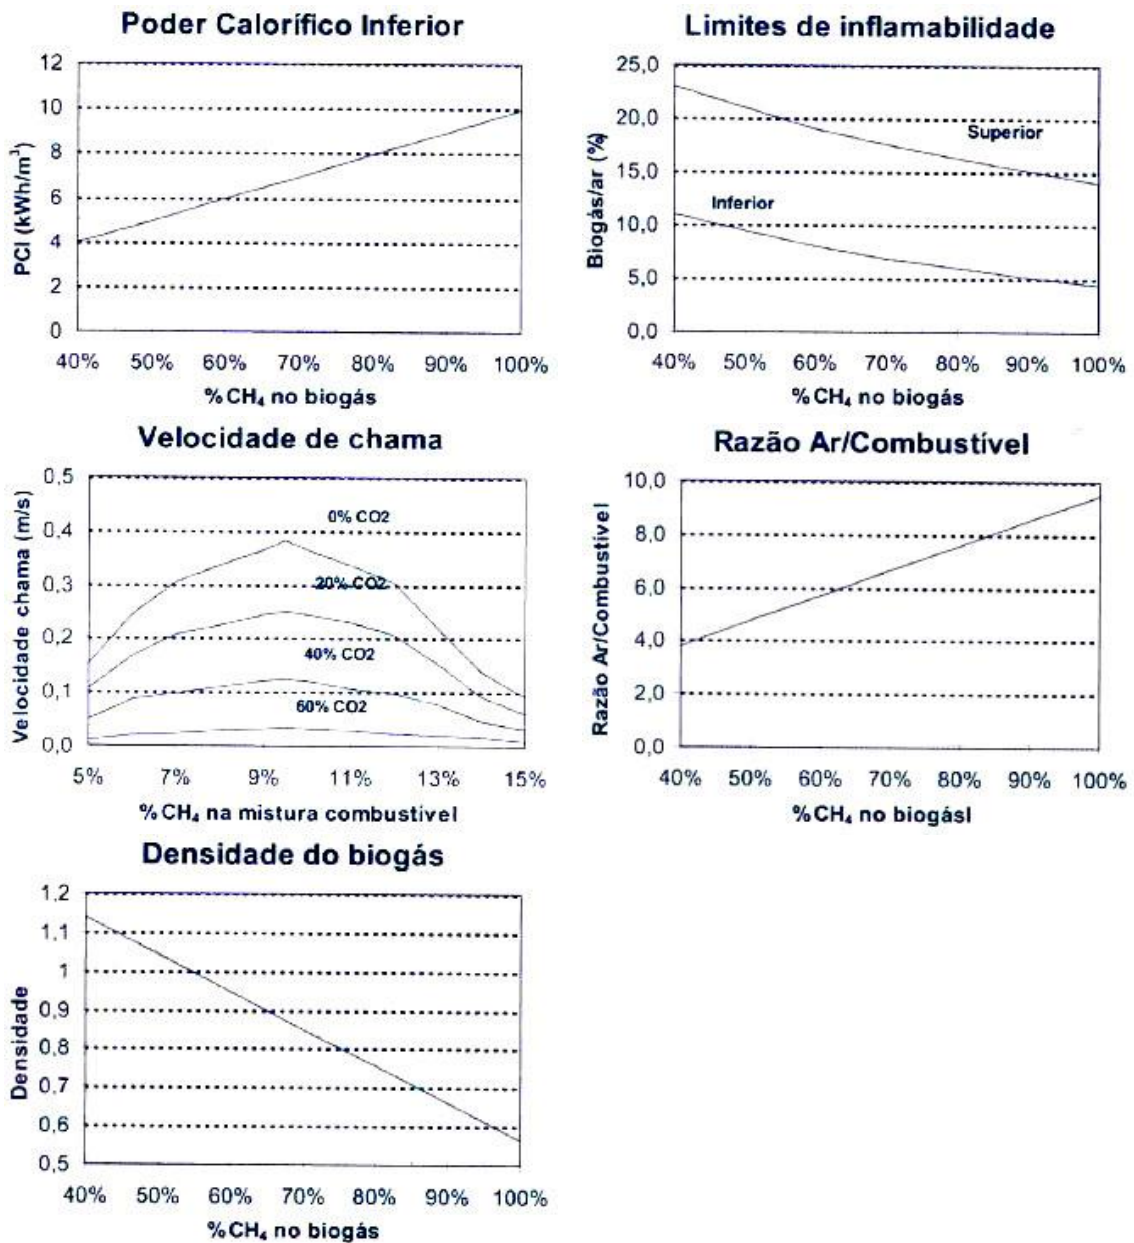 Poder Calorífico Inferior
12
10
8
6
4
2
0
PCI (kWh/m³)
40% 50% 60% 70% 80% 90% 100%
%CH₄ no biogás
Limites de inflamabilidade
25,0
20,0
15,0
10,0
5,0
0,0
Biogás/ar (%)
Superior
Inferior
40% 50% 60% 70% 80% 90% 100%
%CH₄ no biogás
Velocidade de chama
0,5
0,4
0,3
0,2
0,1
0,0
Velocidade chama (m/s)
0% CO2
20% CO2
40% CO2
60% CO2
5% 7% 9% 11% 13% 15%
%CH₄ na mistura combustível
Razão Ar/Combustível
10,0
8,0
6,0
4,0
2,0
0,0
Razão Ar/Combustível
40% 50% 60% 70% 80% 90% 100%
%CH₄ no biogásl
Densidade do biogás
1,2
1,1
1
0,9
0,8
0,7
0,6
0,5
Densidade
40% 50% 60% 70% 80% 90% 100%
%CH₄ no biogás